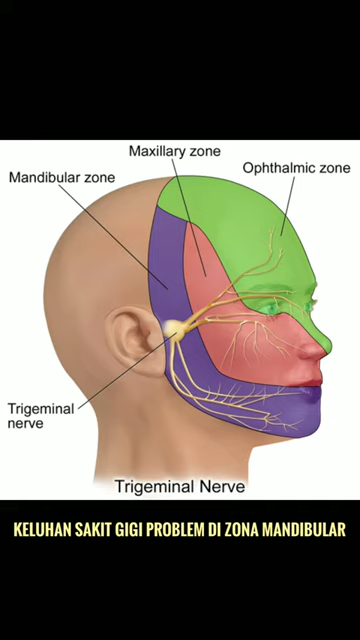 Maxillary zone
Mandibular zone
Ophthalmic zone
Trigeminal
nerve
Trigeminal Nerve
KELUHAN SAKIT GIGI PROBLEM DI ZONA MANDIBULAR